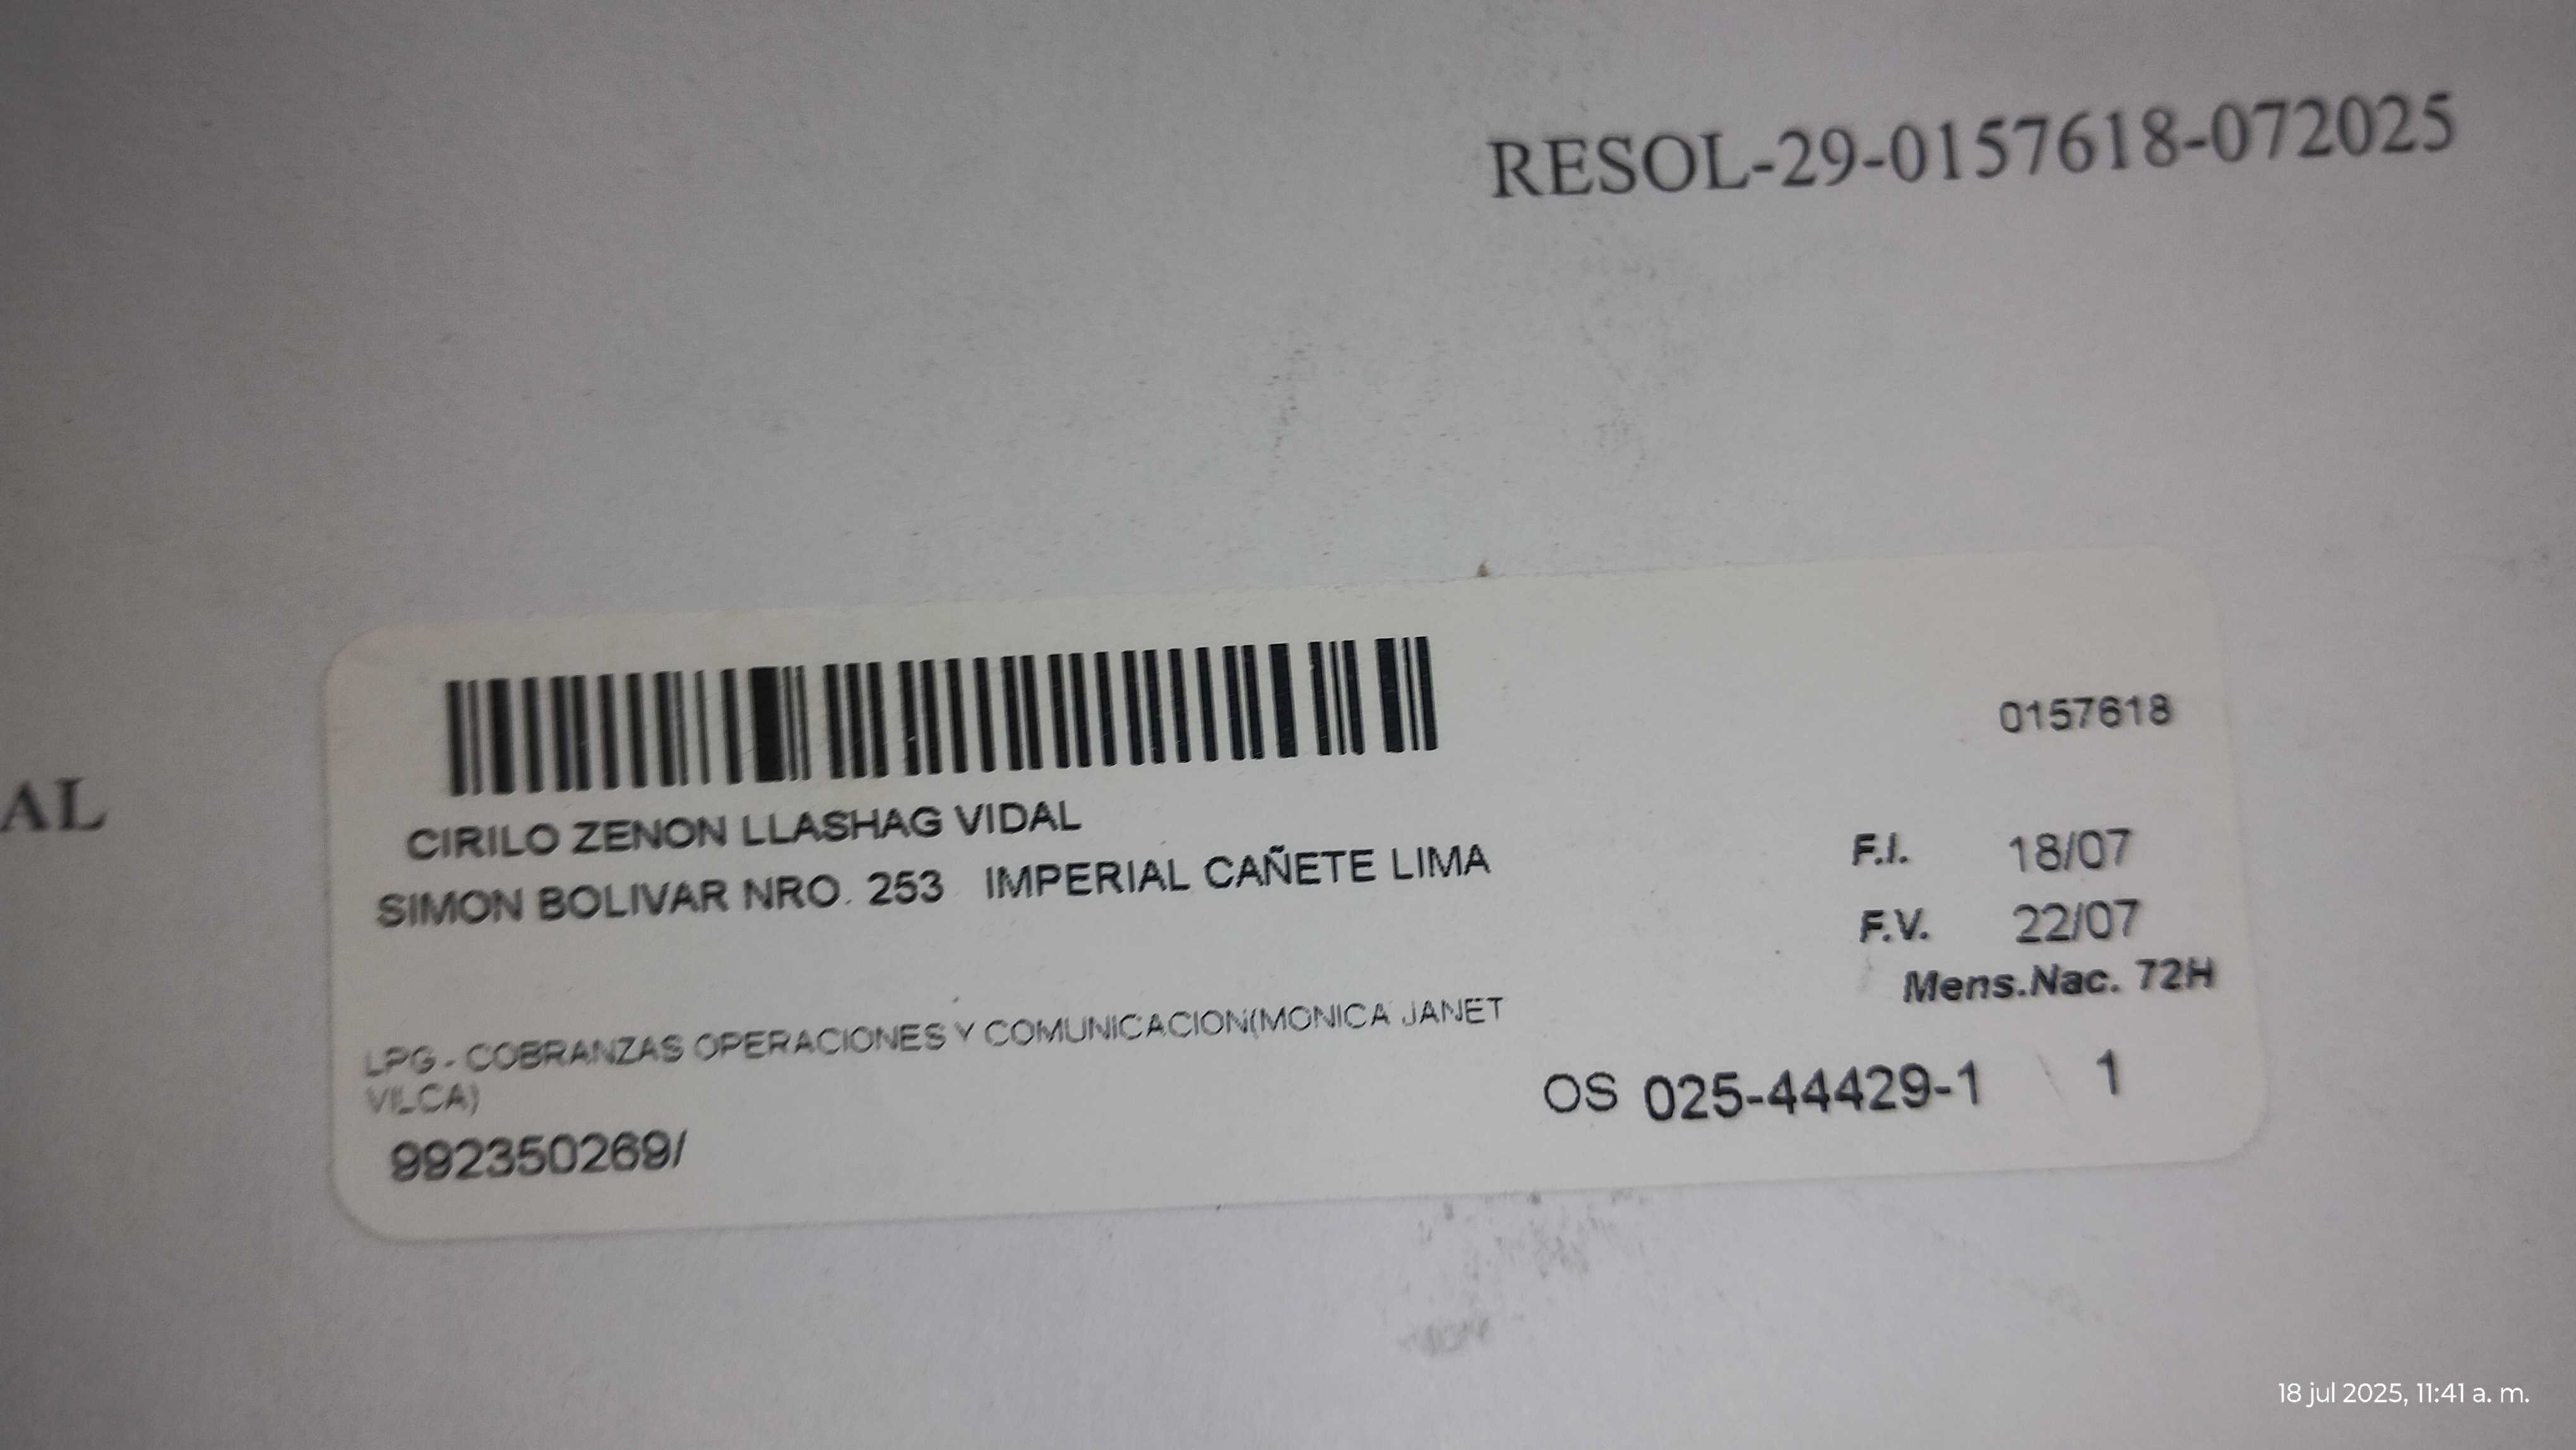 RESOL-29-0157618-072025
0157618
AL
CIRILO ZENON LLASHAG VIDAL
SIMON BOLIVAR NRO. 253 IMPERIAL CAÑETE LIMA
F.I. 18/07
F.V. 22/07
Mens.Nac. 72H
LPG - COBRANZAS OPERACIONES Y COMUNICACION(MONICA JANET
VILCA)
OS 025-44429-1 1
992350269/
18 jul 2025, 11:41 a. m.